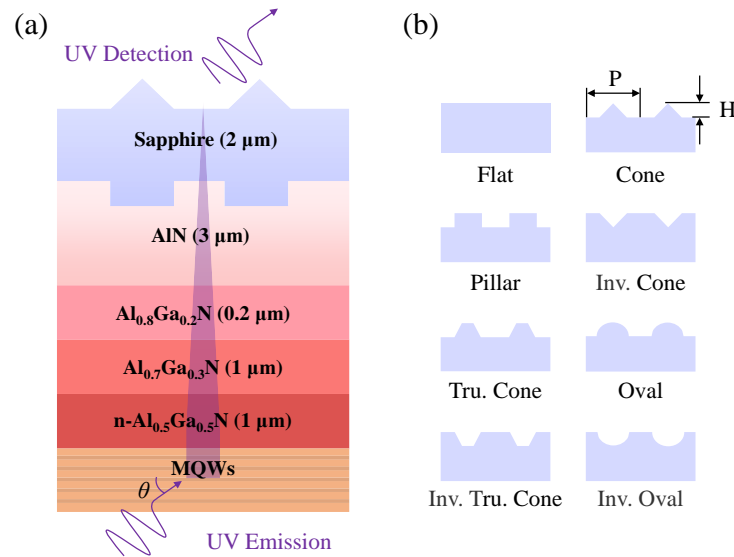 (a)
UV Detection
Sapphire (2 μm)
AlN (3 μm)
Al₀.₈Ga₀.₂N (0.2 μm)
Al₀.₇Ga₀.₃N (1 μm)
n-Al₀.₅Ga₀.₅N (1 μm)
MQWs
θ
UV Emission
(b)
P
H
Flat
Cone
Pillar
Inv. Cone
Tru. Cone
Oval
Inv. Tru. Cone
Inv. Oval